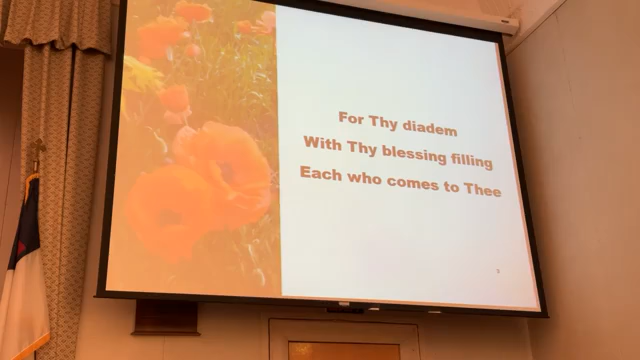 For Thy diadem
With Thy blessing filling
Each who comes to Thee